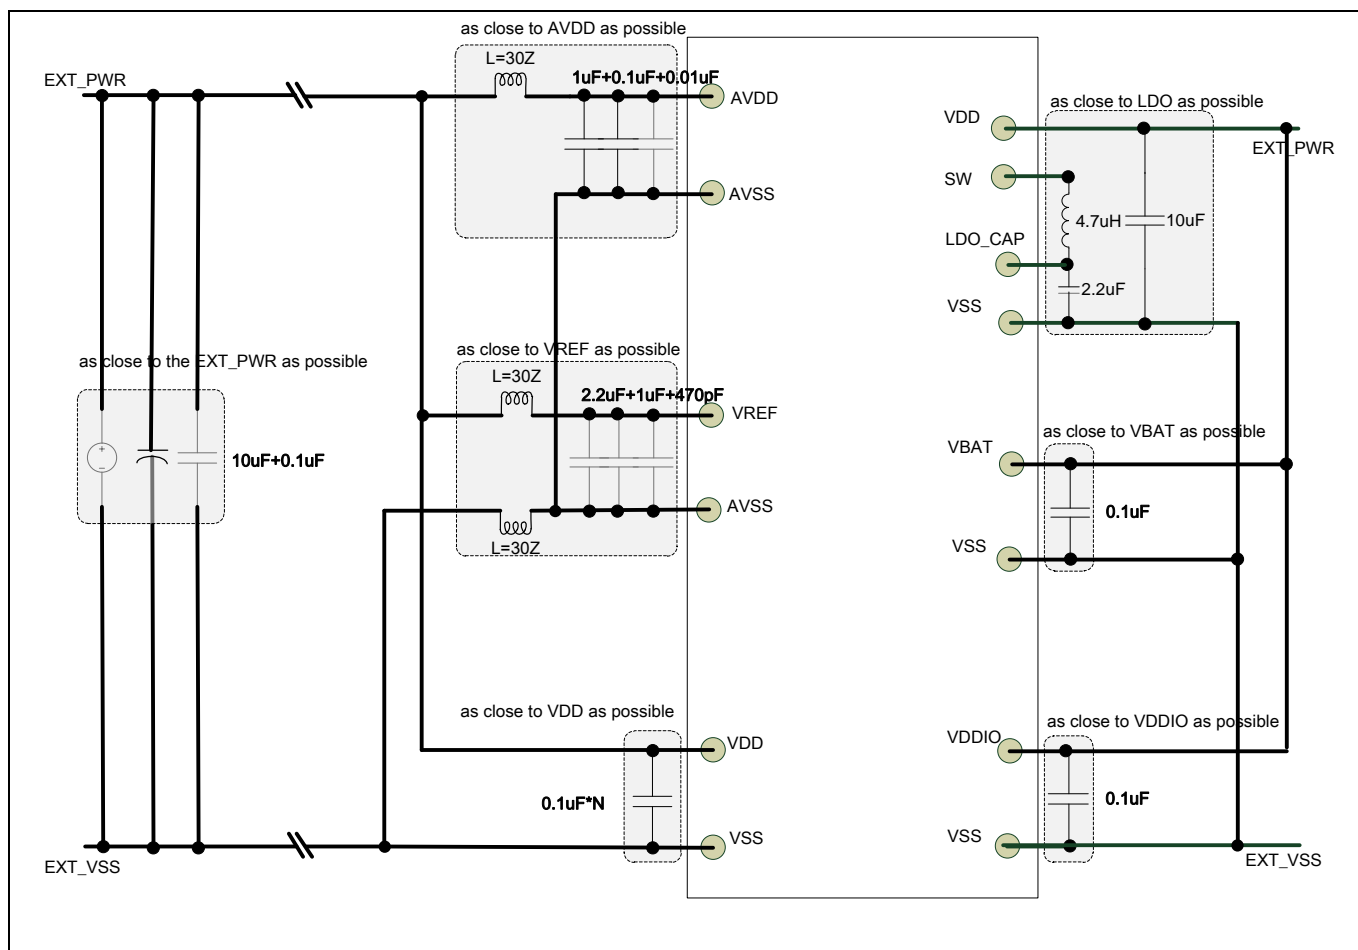 as close to AVDD as possible
L=30Z
EXT_PWR
1uF+0.1uF+0.01uF
AVDD
AVSS
as close to LDO as possible
VDD
EXT_PWR
SW
4.7uH
10uF
LDO_CAP
2.2uF
VSS
as close to the EXT_PWR as possible
10uF+0.1uF
as close to VREF as possible
L=30Z
2.2uF+1uF+470pF
VREF
AVSS
L=30Z
as close to VBAT as possible
VBAT
0.1uF
VSS
as close to VDD as possible
VDD
0.1uF*N
VSS
as close to VDDIO as possible
VDDIO
0.1uF
VSS
EXT_VSS
EXT_VSS
+
−